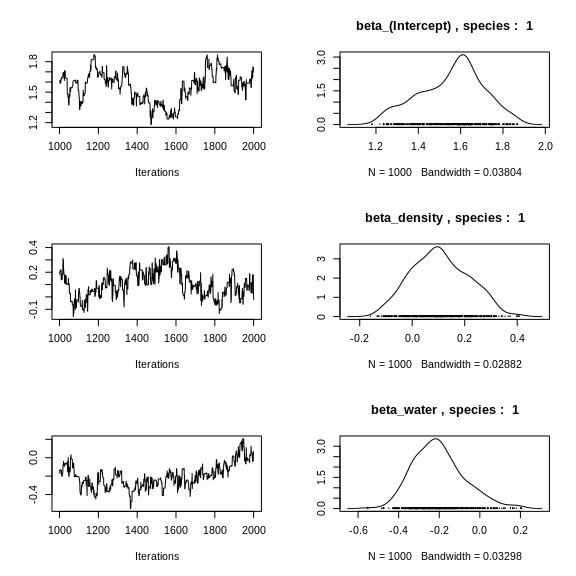 beta_(Intercept) , species : 1
1.2 1.5 1.8
1000 1200 1400 1600 1800 2000
Iterations
0.0 1.5 3.0
1.2 1.4 1.6 1.8 2.0
N = 1000 Bandwidth = 0.03804
beta_density , species : 1
-0.1 0.2 0.4
1000 1200 1400 1600 1800 2000
Iterations
0 1 2 3
-0.2 0.0 0.2 0.4
N = 1000 Bandwidth = 0.02882
beta_water , species : 1
-0.4 0.0
1000 1200 1400 1600 1800 2000
Iterations
0.0 1.5 3.0
-0.6 -0.4 -0.2 0.0 0.2
N = 1000 Bandwidth = 0.03298